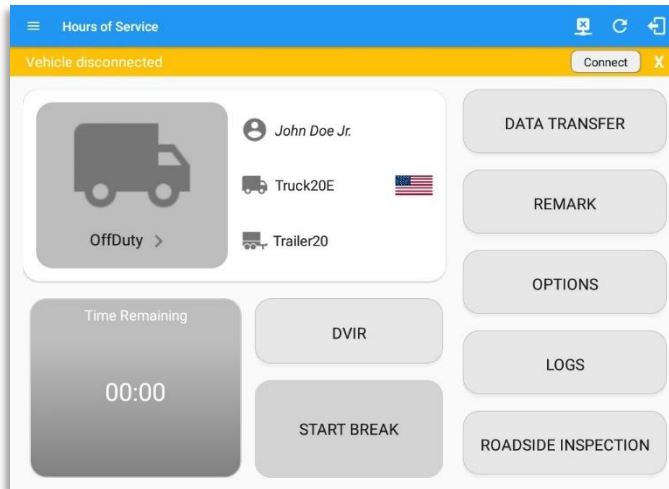 Hours of Service
Vehicle disconnected
Connect X
John Doe Jr.
Truck20E
Trailer20
OffDuty >
Time Remaining
00:00
DVIR
START BREAK
DATA TRANSFER
REMARK
OPTIONS
LOGS
ROADSIDE INSPECTION